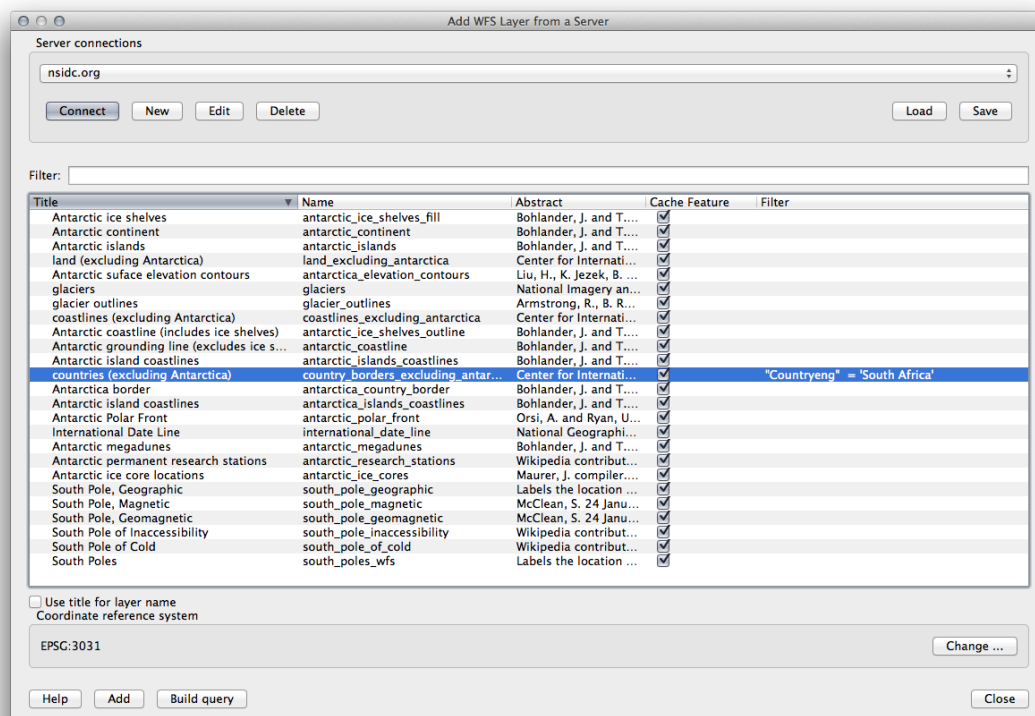 Add WFS Layer from a Server
Server connections
nsidc.org
Connect New Edit Delete Load Save
Filter:
Title Name Abstract Cache Feature Filter
Antarctic ice shelves antarctic_ice_shelves_fill Bohlander, J. and T....
Antarctic continent antarctic_continent Bohlander, J. and T....
Antarctic islands antarctic_islands Bohlander, J. and T....
land (excluding Antarctica) land_excluding_antarctica Center for Internati...
Antarctic suface elevation contours antarctica_elevation_contours Liu, H., K. Jezek, B. ...
glaciers glaciers National Imagery an...
glacier outlines glacier_outlines Armstrong, R., B. R...
coastlines (excluding Antarctica) coastlines_excluding_antarctica Center for Internati...
Antarctic coastline (includes ice shelves) antarctic_ice_shelves_outline Bohlander, J. and T....
Antarctic grounding line (excludes ice s... antarctic_coastline Bohlander, J. and T....
Antarctic island coastlines antarctic_islands_coastlines Bohlander, J. and T....
countries (excluding Antarctica) country_borders_excluding_antar... Center for Internati... "Countryeng" = 'South Africa'
Antarctica border antarctica_country_border Bohlander, J. and T....
Antarctic island coastlines antarctica_islands_coastlines Bohlander, J. and T....
Antarctic Polar Front antarctic_polar_front Orsi, A. and Ryan, U...
International Date Line international_date_line National Geographi...
Antarctic megadunes antarctic_megadunes Bohlander, J. and T....
Antarctic permanent research stations antarctic_research_stations Wikipedia contribut...
Antarctic ice core locations antarctic_ice_cores Maurer, J. compiler....
South Pole, Geographic south_pole_geographic Labels the location ...
South Pole, Magnetic south_pole_magnetic McClean, S. 24 Janu...
South Pole, Geomagnetic south_pole_geomagnetic McClean, S. 24 Janu...
South Pole of Inaccessibility south_pole_inaccessibility Wikipedia contribut...
South Pole of Cold south_pole_of_cold Wikipedia contribut...
South Poles south_poles_wfs Labels the location ...
Use title for layer name
Coordinate reference system
EPSG:3031 Change ...
Help Add Build query Close